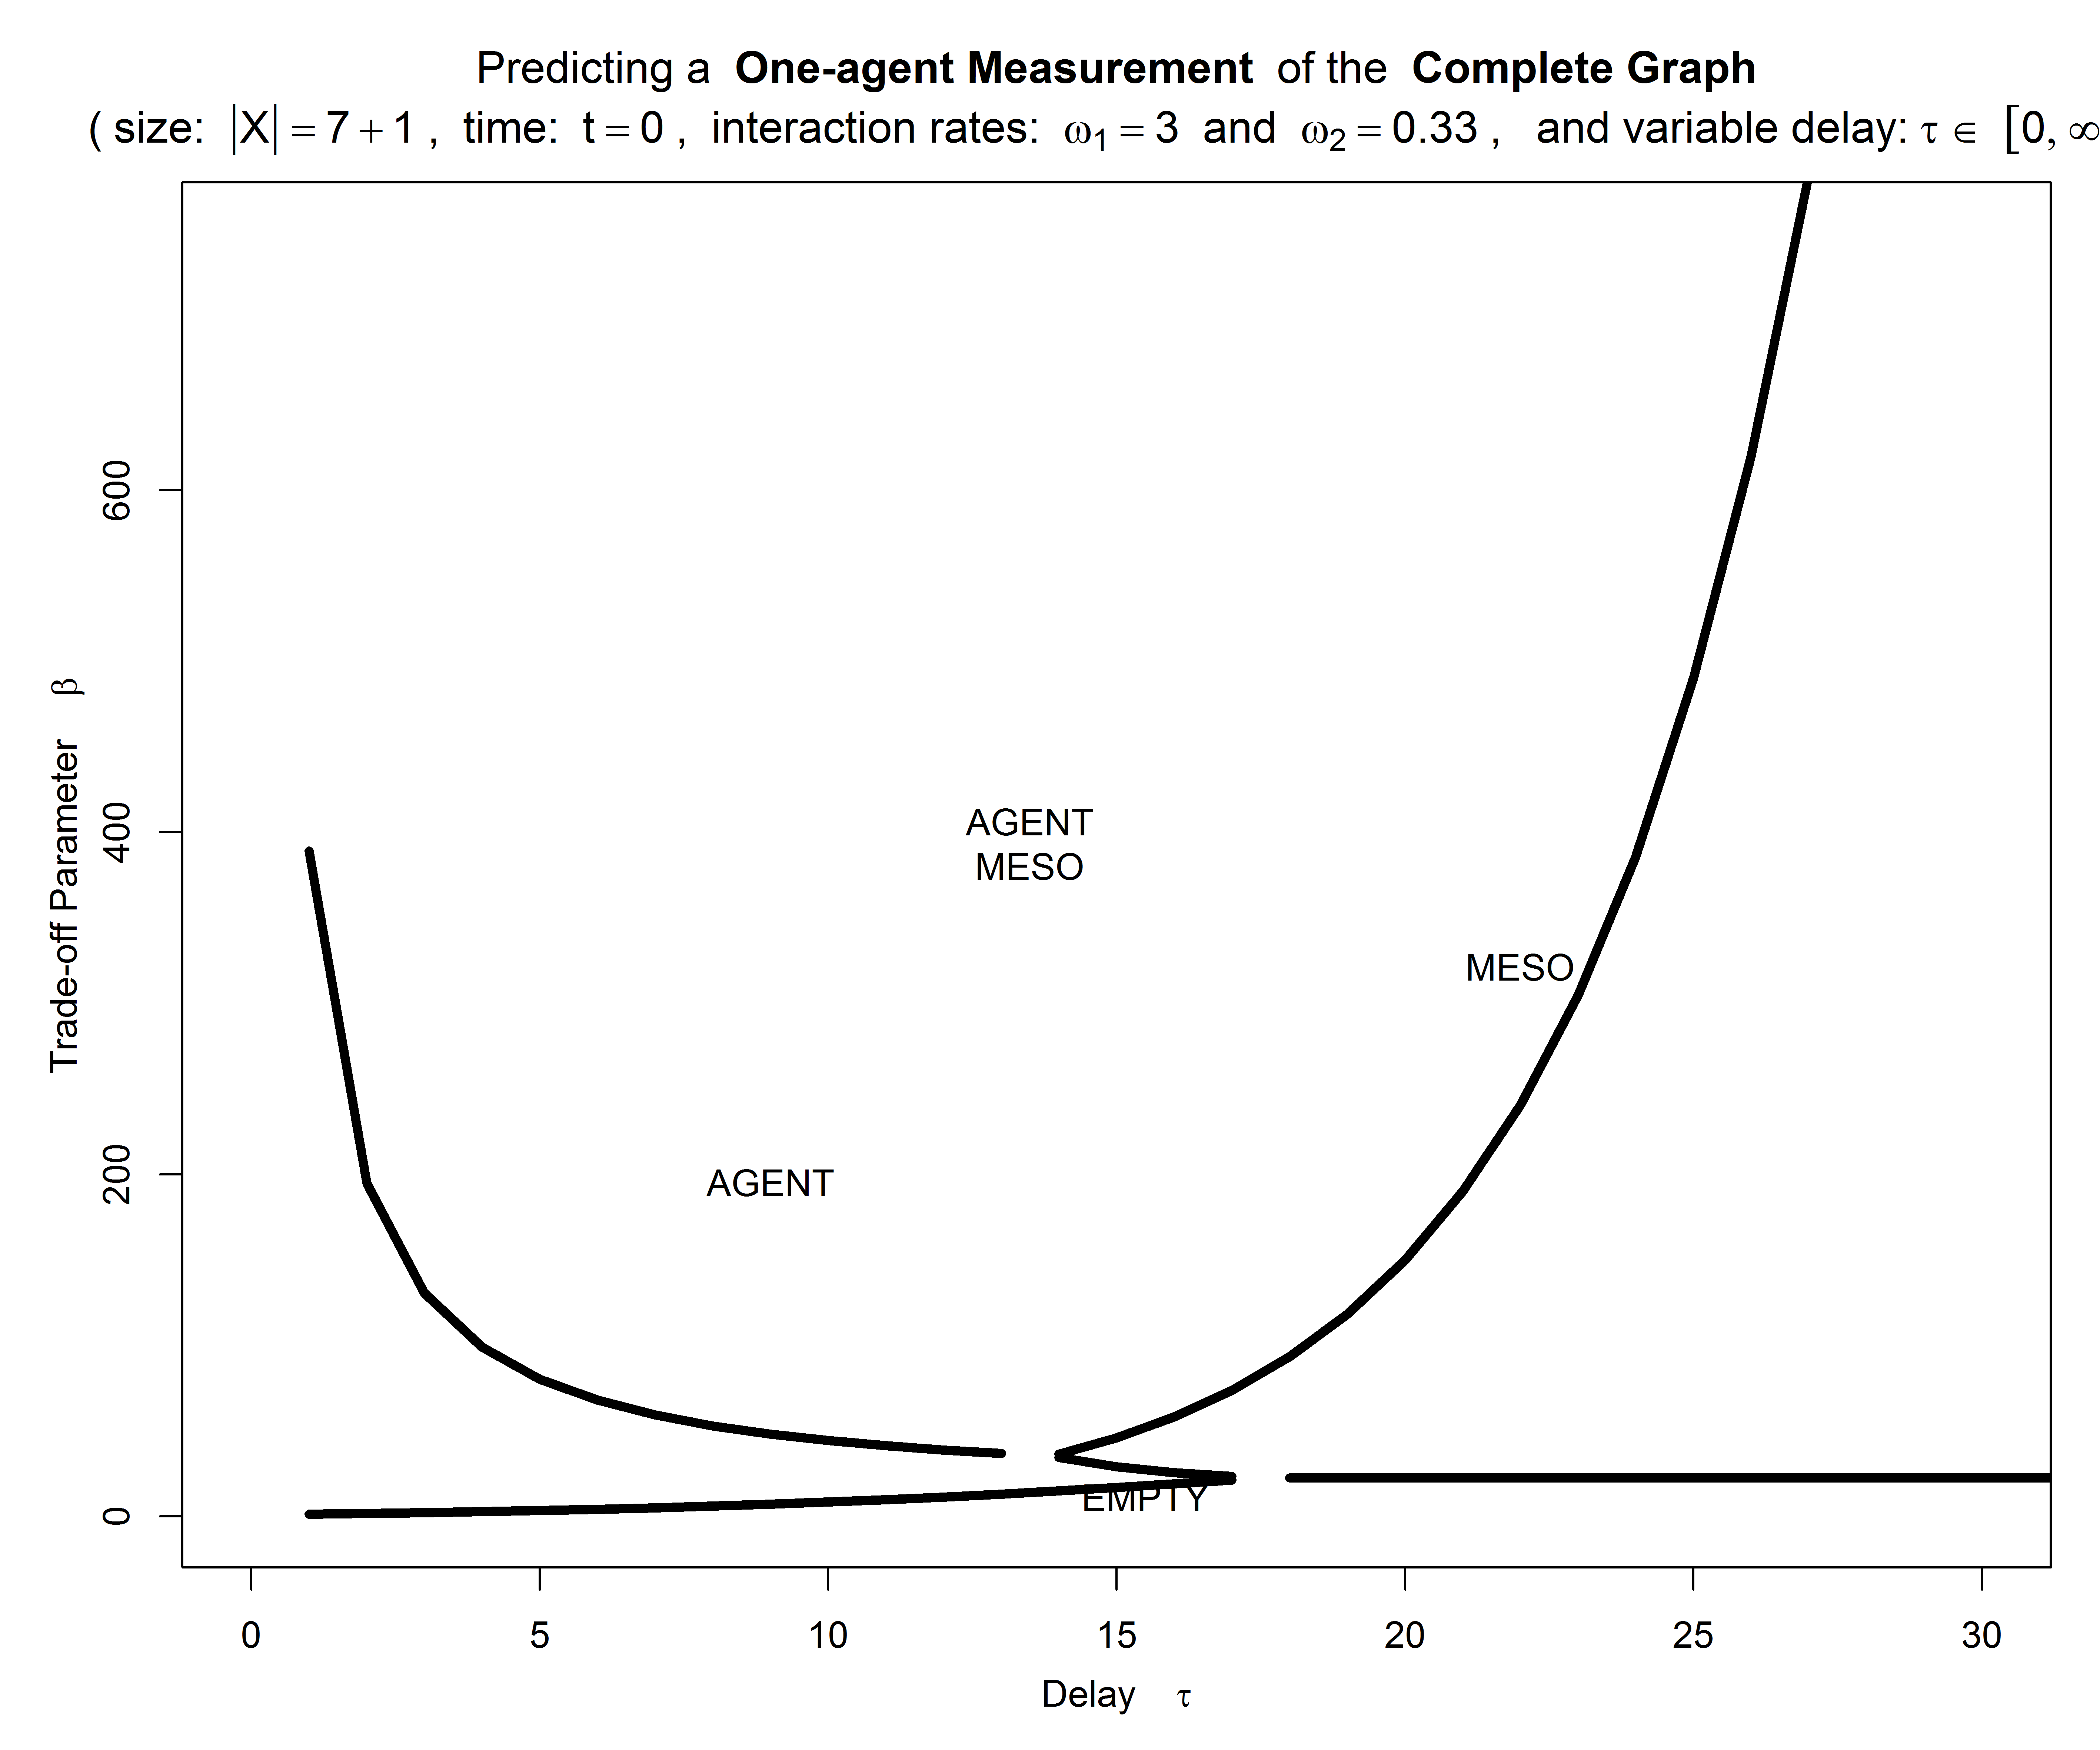 Predicting a One-agent Measurement of the Complete Graph
( size: |X| = 7 + 1 , time: t = 0 , interaction rates: ω1 = 3 and ω2 = 0.33 , and variable delay: τ ∈ [0, ∞
Trade-off Parameter β
600
400
200
0
AGENT
MESO
MESO
AGENT
EMPTY
0 5 10 15 20 25 30
Delay τ